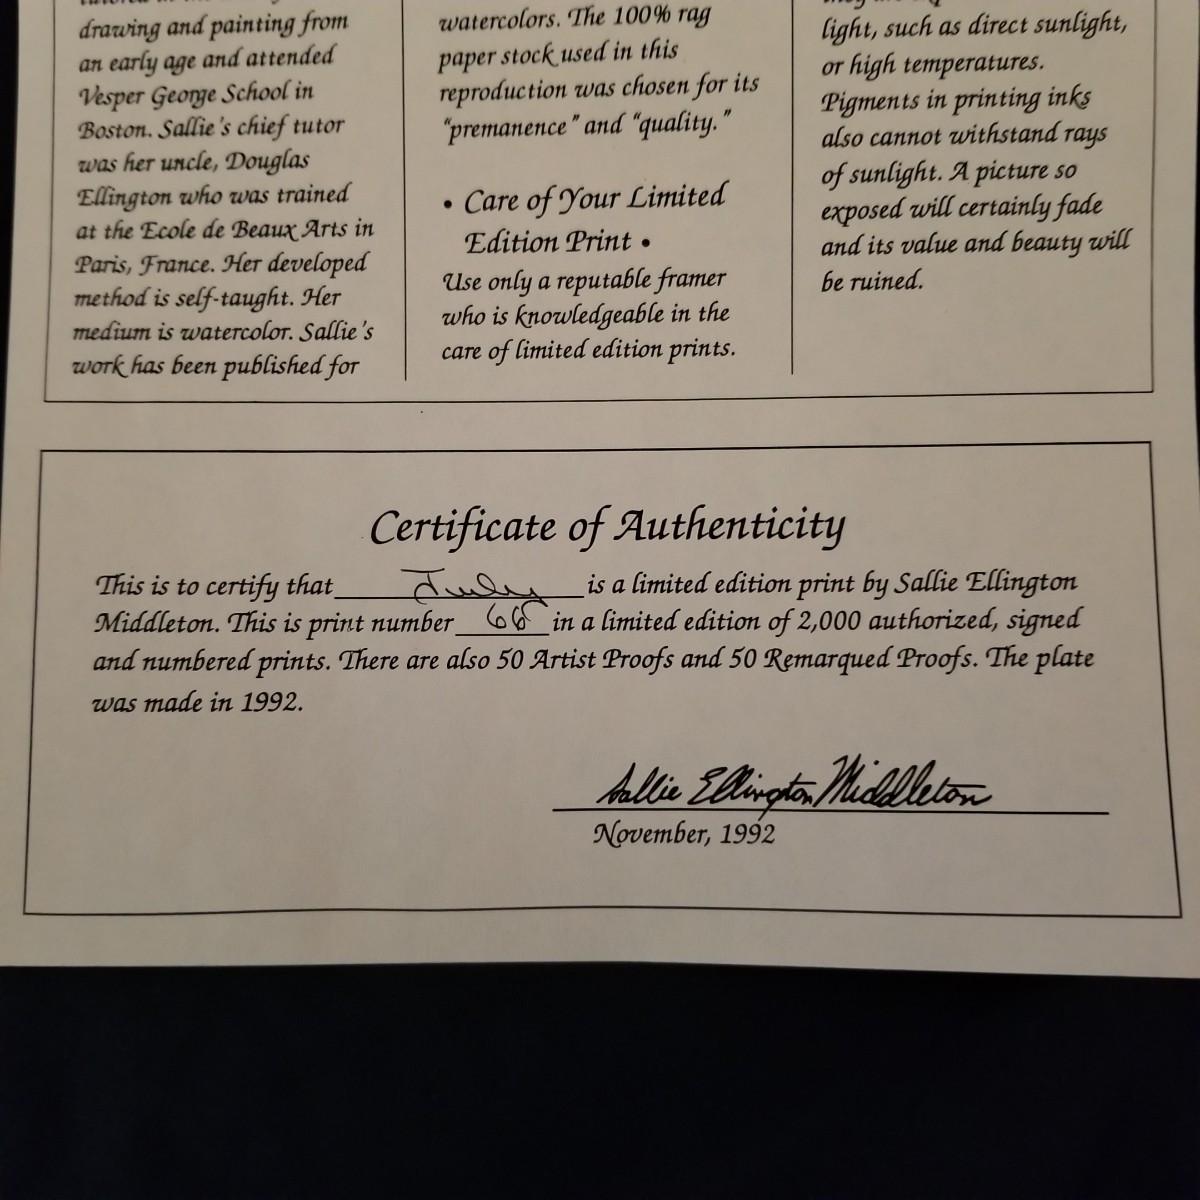 drawing and painting from
an early age and attended
Vesper George School in
Boston. Sallie's chief tutor
was her uncle, Douglas
Ellington who was trained
at the Ecole de Beaux Arts in
Paris, France. Her developed
method is self-taught. Her
medium is watercolor. Sallie's
work has been published for
watercolors. The 100% rag
paper stock used in this
reproduction was chosen for its
"premanence" and "quality."
• Care of Your Limited
Edition Print •
Use only a reputable framer
who is knowledgeable in the
care of limited edition prints.
light, such as direct sunlight,
or high temperatures.
Pigments in printing inks
also cannot withstand rays
of sunlight. A picture so
exposed will certainly fade
and its value and beauty will
be ruined.
Certificate of Authenticity
This is to certify that July is a limited edition print by Sallie Ellington
Middleton. This is print number in a limited edition of 2,000 authorized, signed
and numbered prints. There are also 50 Artist Proofs and 50 Remarqued Proofs. The plate
was made in 1992.
Sallie Ellington Middleton
November, 1992